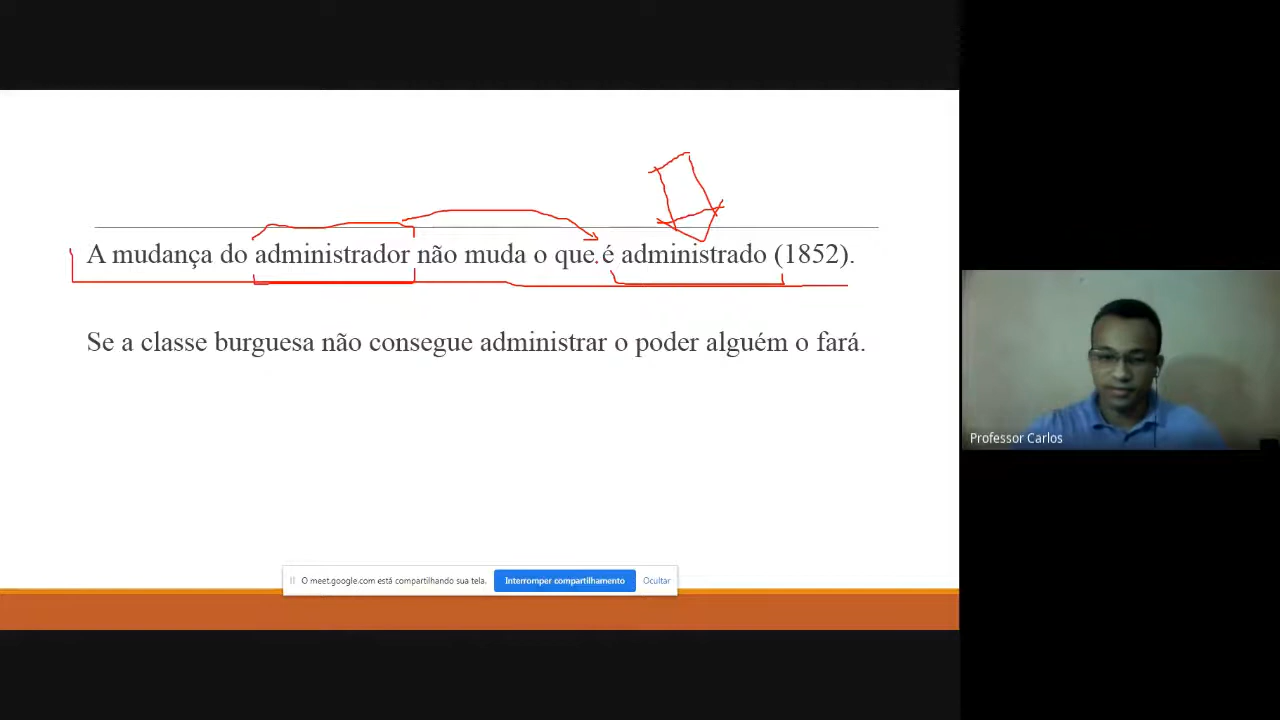 A mudança do administrador não muda o que é administrado (1852).
Se a classe burguesa não consegue administrar o poder alguém o fará.
Professor Carlos
O meet.google.com está compartilhando sua tela.
Interromper compartilhamento
Ocultar